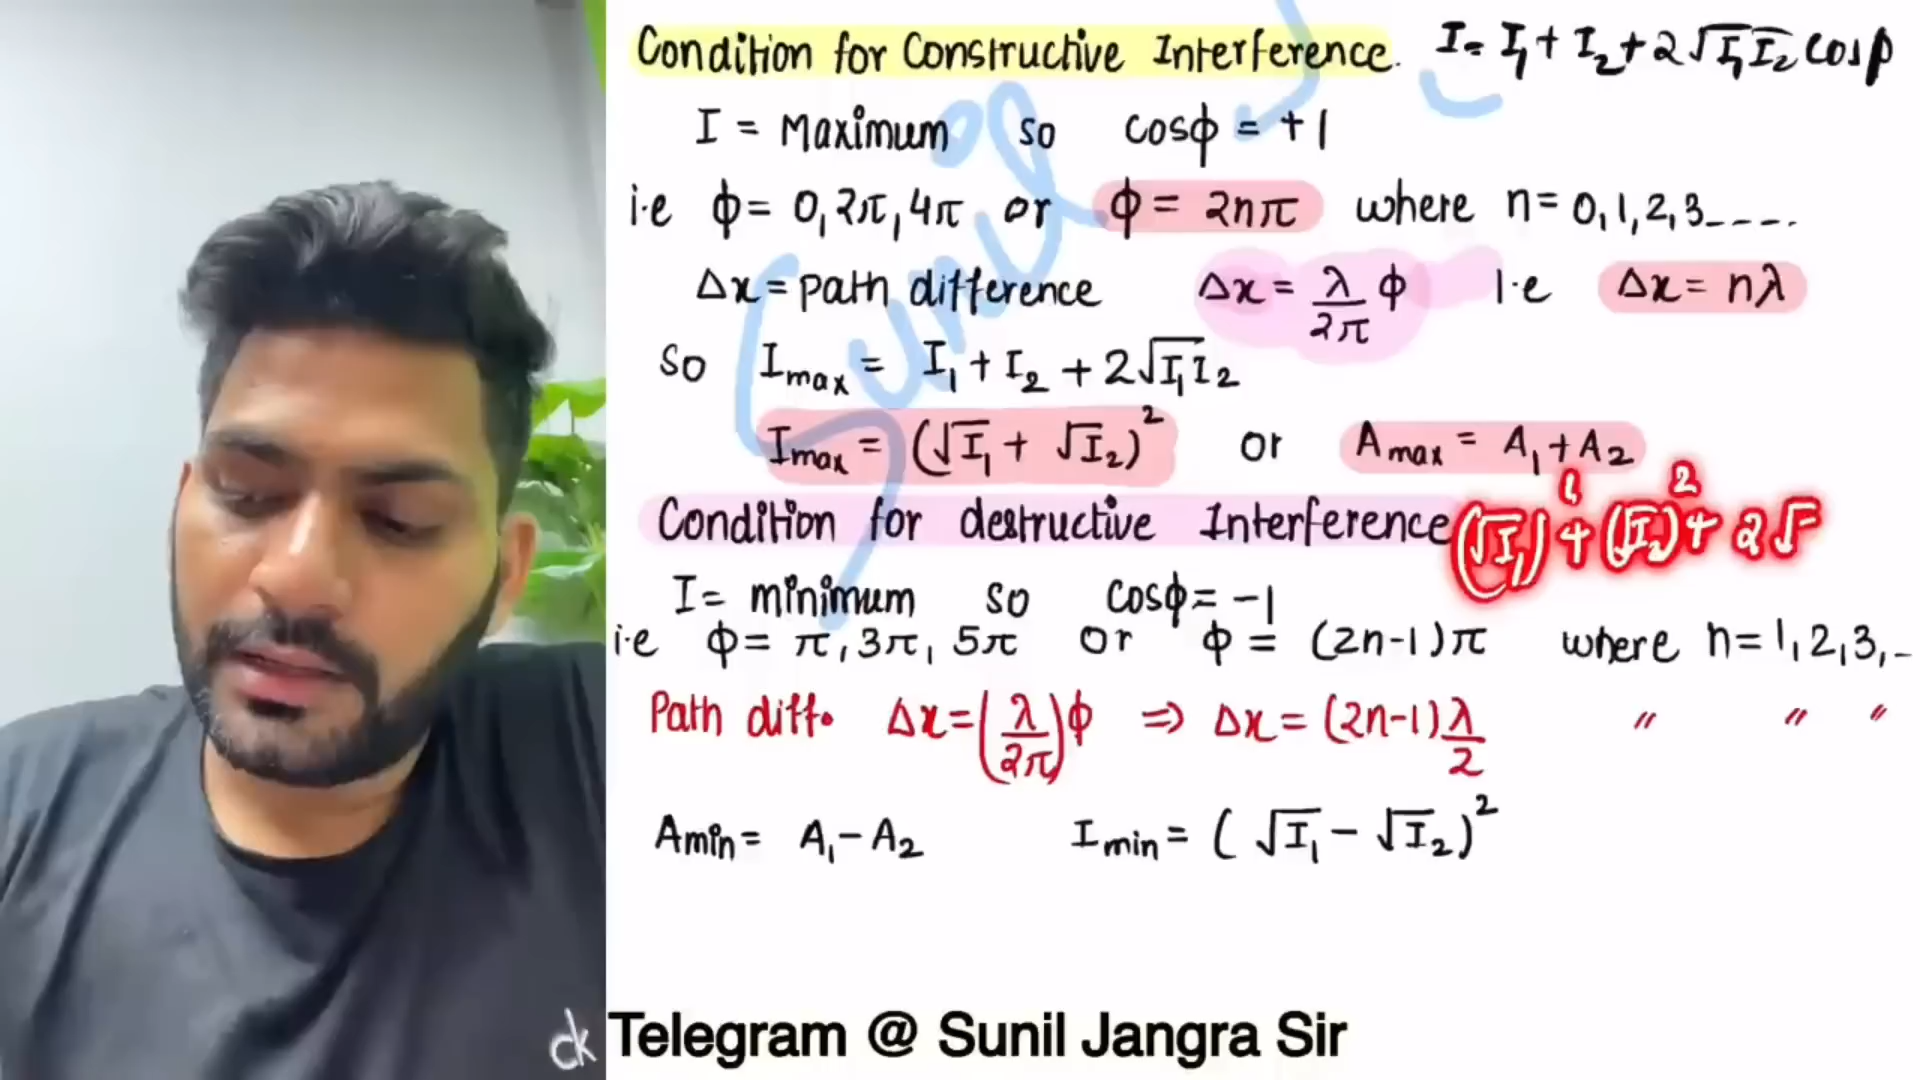 Condition for Constructive Interference. I = I₁ + I₂ + 2√I₁I₂ cosϕ
I = Maximum so cosϕ = +1
i.e ϕ = 0, 2π, 4π or ϕ = 2nπ where n = 0, 1, 2, 3-----
Δx = path difference Δx = λ/2π ϕ I.e Δx = nλ
so Imax = I₁ + I₂ + 2√I₁I₂
Imax = (√I₁ + √I₂)² or Amax = A₁ + A₂
Condition for destructive Interference (√I₁)² + (√I₂)² + 2√
I = minimum so cosϕ = -1
i.e ϕ = π, 3π, 5π or ϕ = (2n-1)π where n = 1, 2, 3, -
Path diff. Δx = (λ/2π)ϕ ⇒ Δx = (2n-1)λ/2 " " "
Amin = A₁ - A₂ Imin = (√I₁ - √I₂)²
Sunil
ck
Telegram @ Sunil Jangra Sir